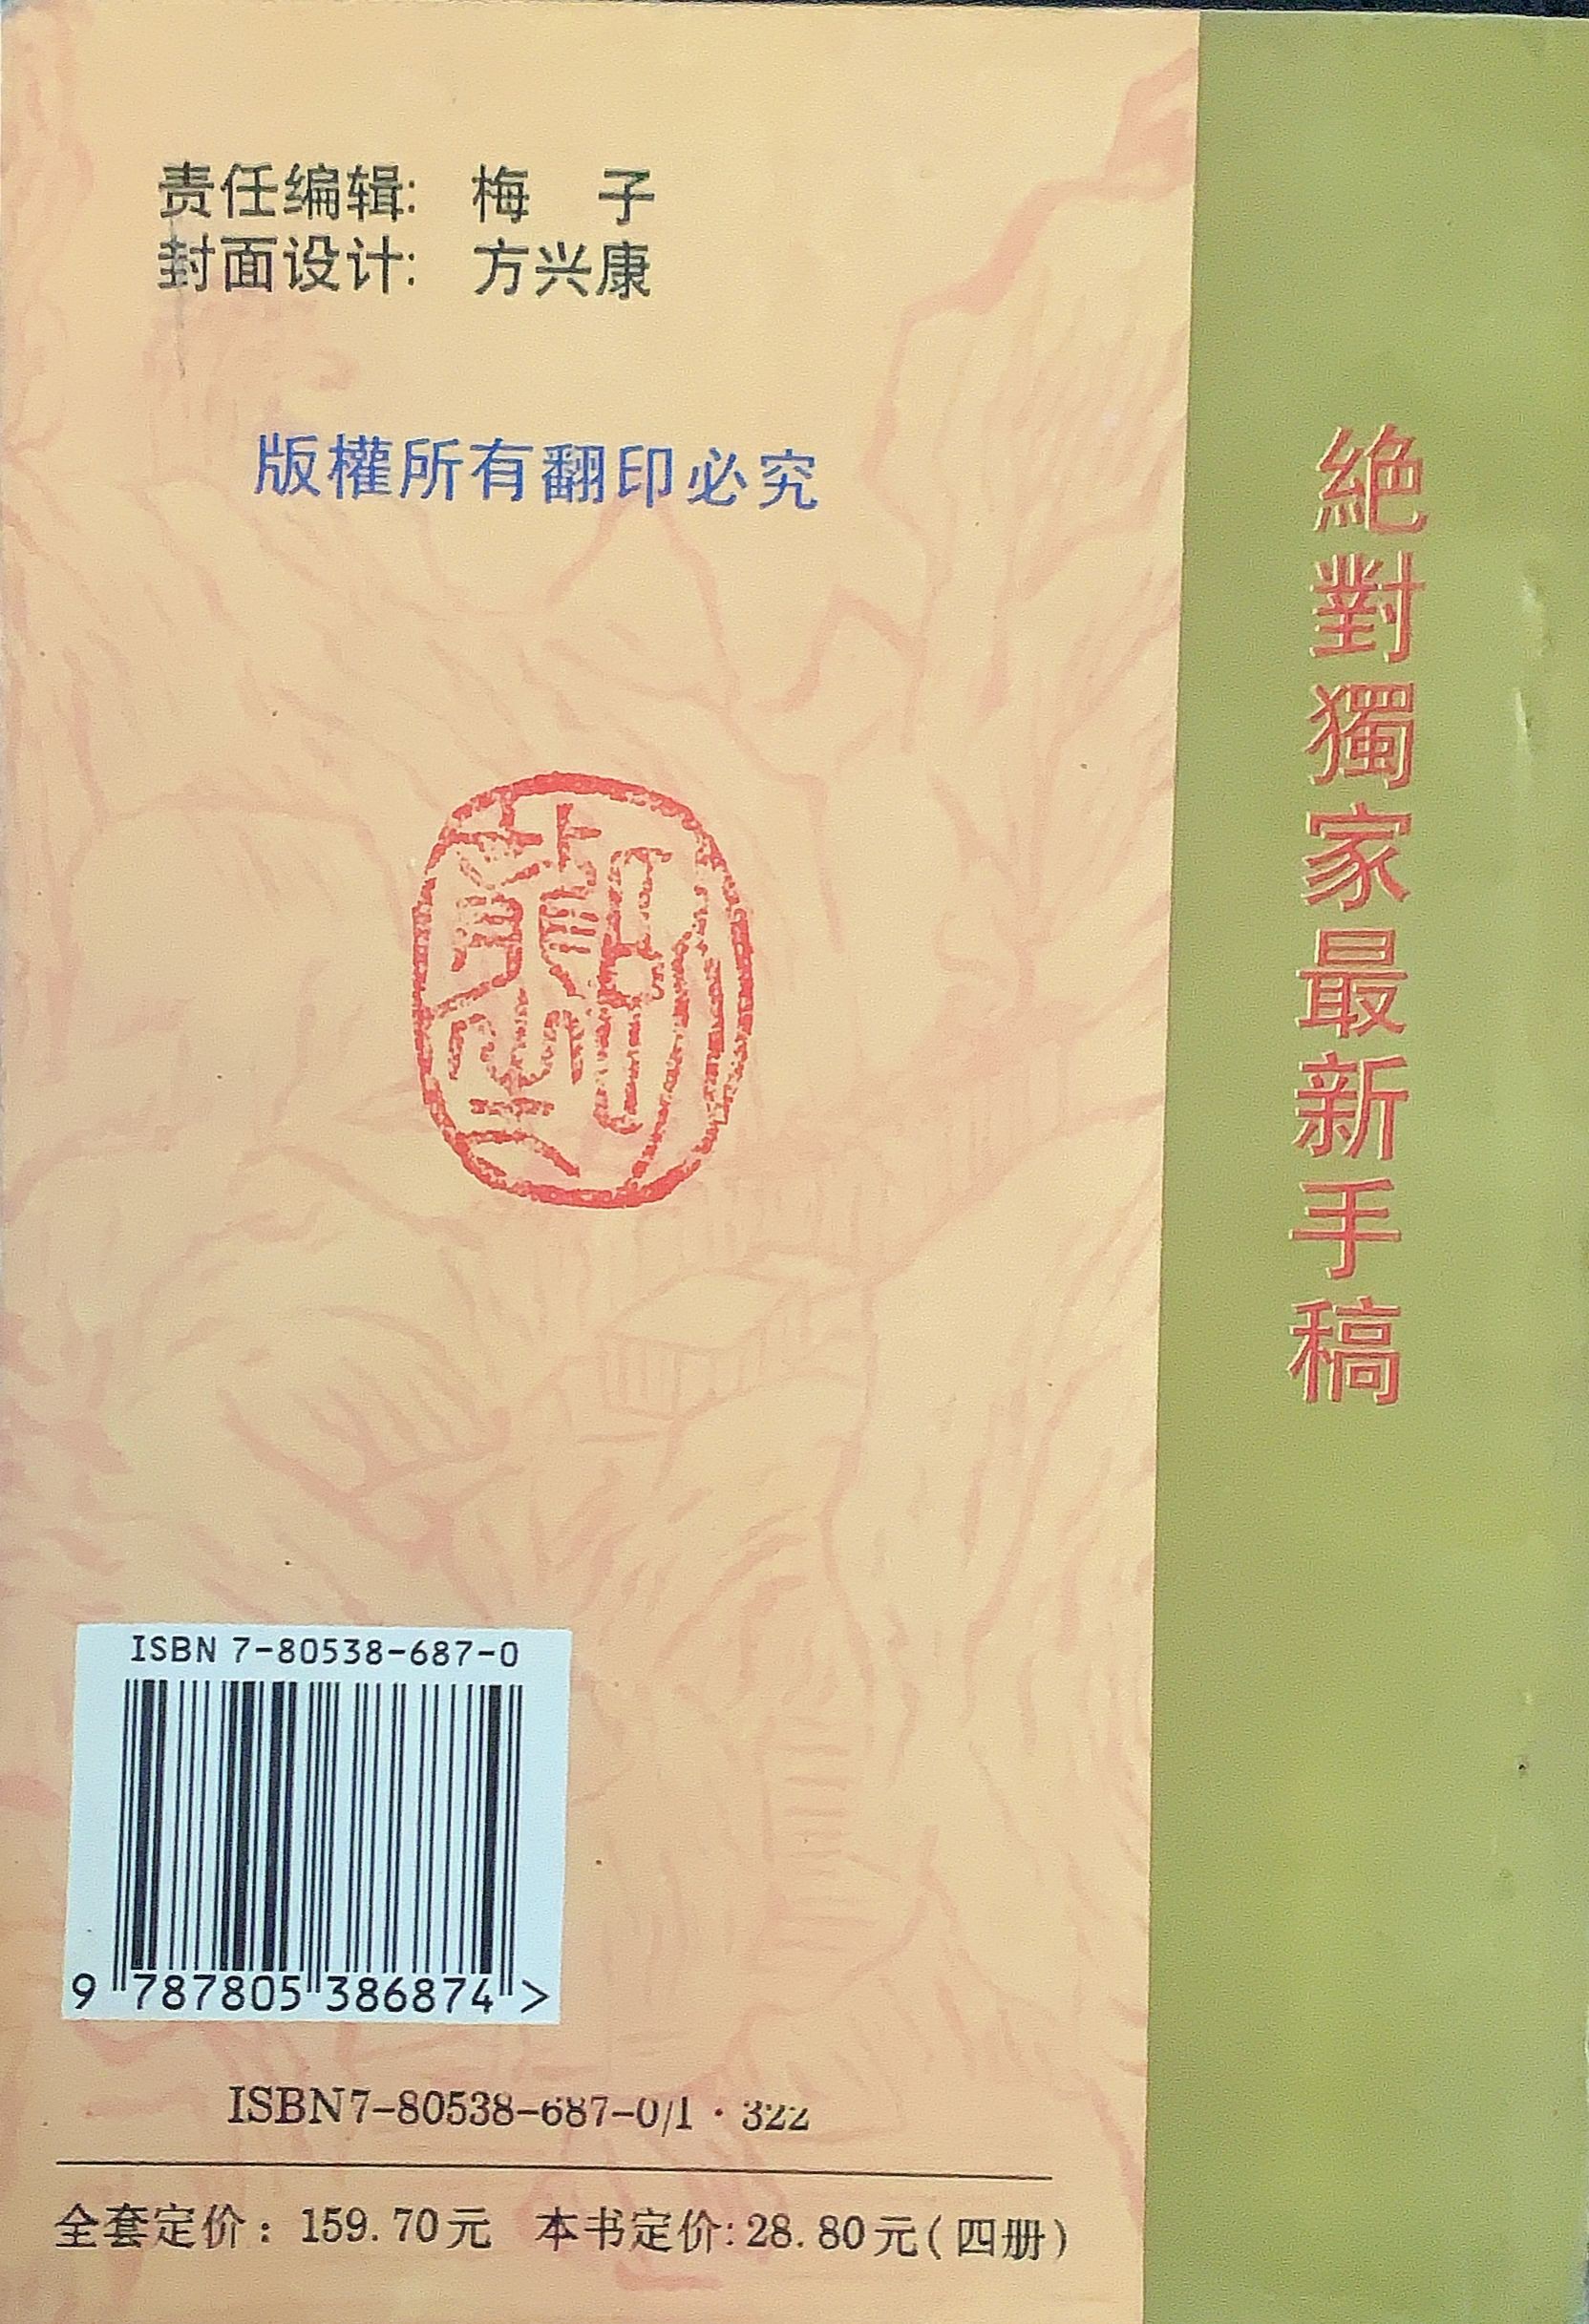 责任编辑: 梅 子
封面设计: 方兴康
版權所有翻印必究
絶對獨家最新手稿
ISBN 7-80538-687-0
9 787805 386874 >
ISBN7-80538-687-0/1·322
全套定价: 159.70元 本书定价:28.80元(四册)